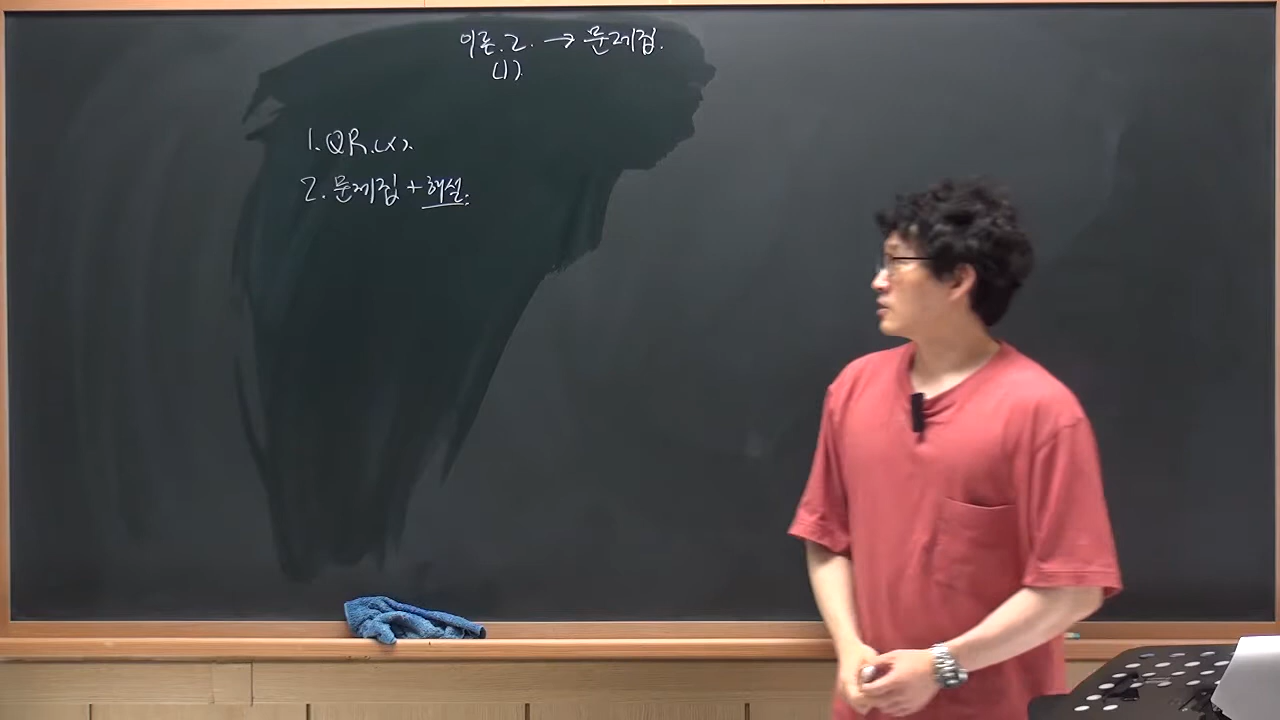 이론.2. → 문제집.
(1).
1. QR.(x).
2. 문제집 + 해설.